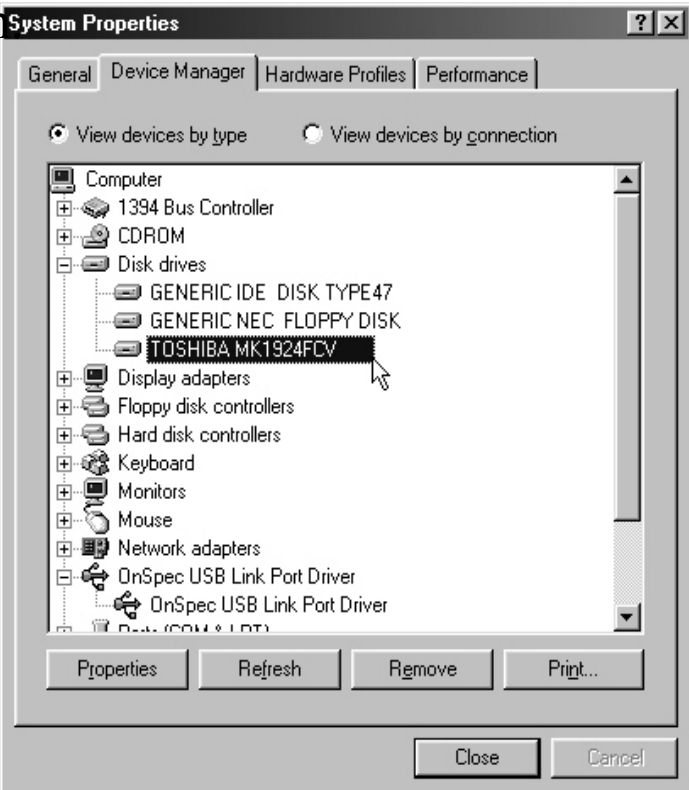 System Properties
General Device Manager Hardware Profiles Performance
View devices by type View devices by connection
Computer
1394 Bus Controller
CDROM
Disk drives
GENERIC IDE DISK TYPE47
GENERIC NEC FLOPPY DISK
TOSHIBA MK1924FCV
Display adapters
Floppy disk controllers
Hard disk controllers
Keyboard
Monitors
Mouse
Network adapters
OnSpec USB Link Port Driver
OnSpec USB Link Port Driver
Ports (COM & LPT)
Properties Refresh Remove Print...
Close Cancel